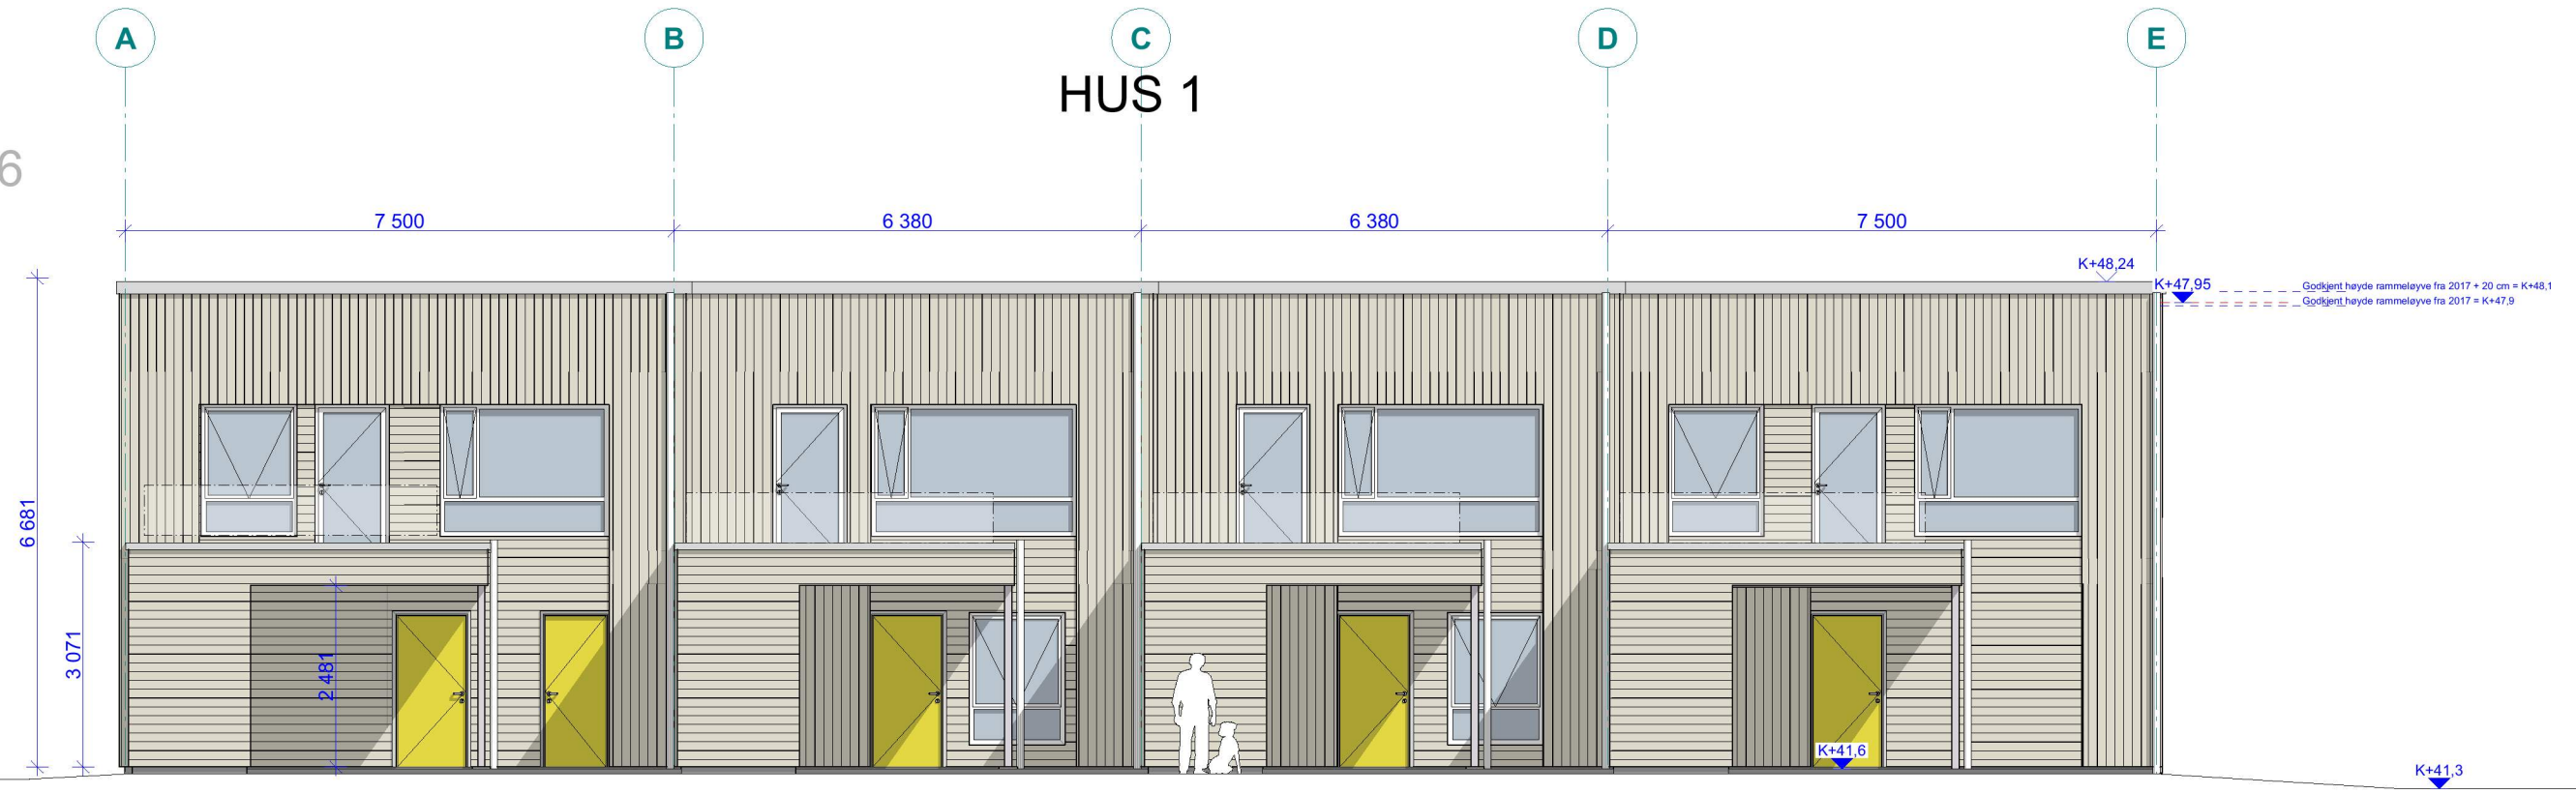 A B C D E
HUS 1
6
7 500 6 380 6 380 7 500
K+48,24
K+47,95
Godkjent høyde rammeløyve fra 2017 + 20 cm = K+48,1
Godkjent høyde rammeløyve fra 2017 = K+47,9
6 681
3 071
2 481
K+41,6
K+41,3